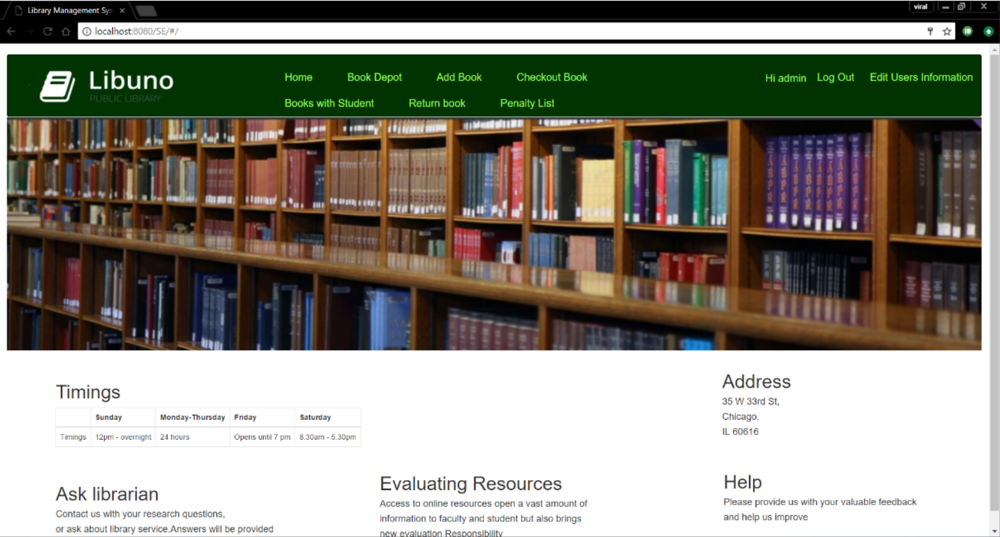 Library Management Sys
viral
localhost:8080/SE/#/
Libuno
PUBLIC LIBRARY
Home Book Depot Add Book Checkout Book
Books with Student Return book Penalty List
Hi admin Log Out Edit Users Information
Timings
Sunday Monday-Thursday Friday Saturday
Timings 12pm - overnight 24 hours Opens until 7 pm 8.30am - 5.30pm
Address
35 W 33rd St,
Chicago,
IL 60616
Ask librarian
Contact us with your research questions,
or ask about library service.Answers will be provided
Evaluating Resources
Access to online resources open a vast amount of
information to faculty and student but also brings
new evaluation Responsibility
Help
Please provide us with your valuable feedback
and help us improve